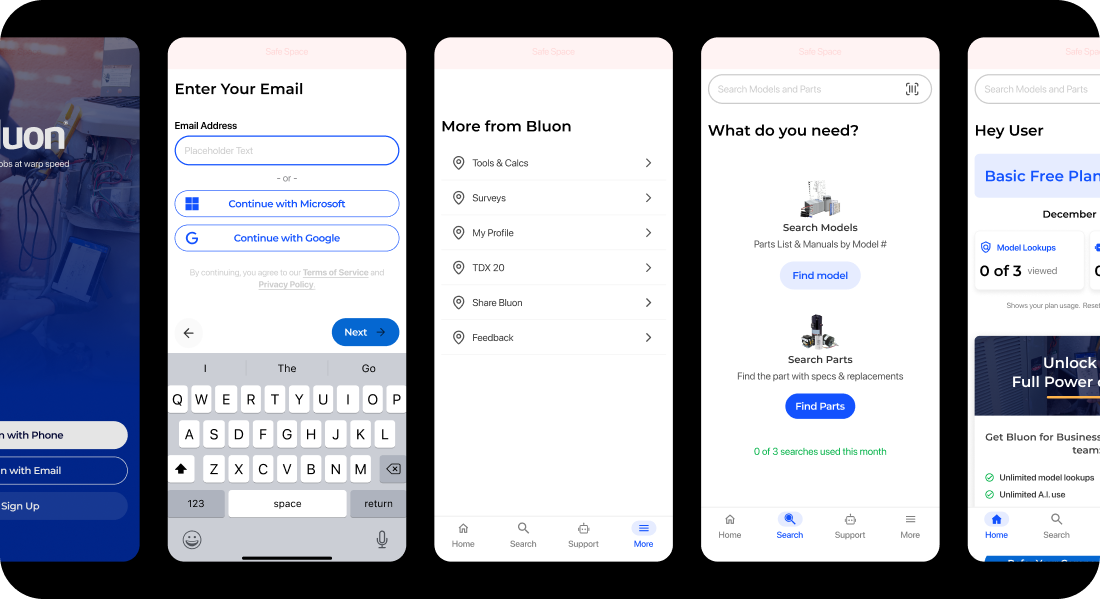 luon®
obs at warp speed
n with Phone
n with Email
Sign Up
Safe Space
Enter Your Email
Email Address
Placeholder Text
- or -
Continue with Microsoft
Continue with Google
By continuing, you agree to our Terms of Service and
Privacy Policy.
Next
I The Go
Q W E R T Y U I O P
A S D F G H J K L
Z X C V B N M
123 space return
Safe Space
More from Bluon
Tools & Calcs
Surveys
My Profile
TDX 20
Share Bluon
Feedback
Home Search Support More
Safe Space
Search Models and Parts
What do you need?
Search Models
Parts List & Manuals by Model #
Find model
Search Parts
Find the part with specs & replacements
Find Parts
0 of 3 searches used this month
Home Search Support More
Safe Spac
Search Models and Parts
Hey User
Basic Free Plan
December
Model Lookups
0 of 3 viewed
Shows your plan usage. Rese
Unlock
Full Power
Get Bluon for Business
team
Unlimited model lookups
Unlimited A.I. use
Home Search